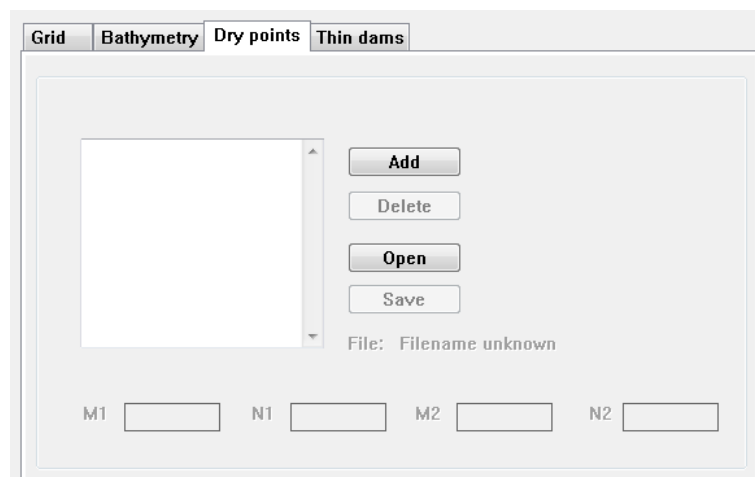 Grid Bathymetry Dry points Thin dams
Add
Delete
Open
Save
File: Filename unknown
M1 N1 M2 N2